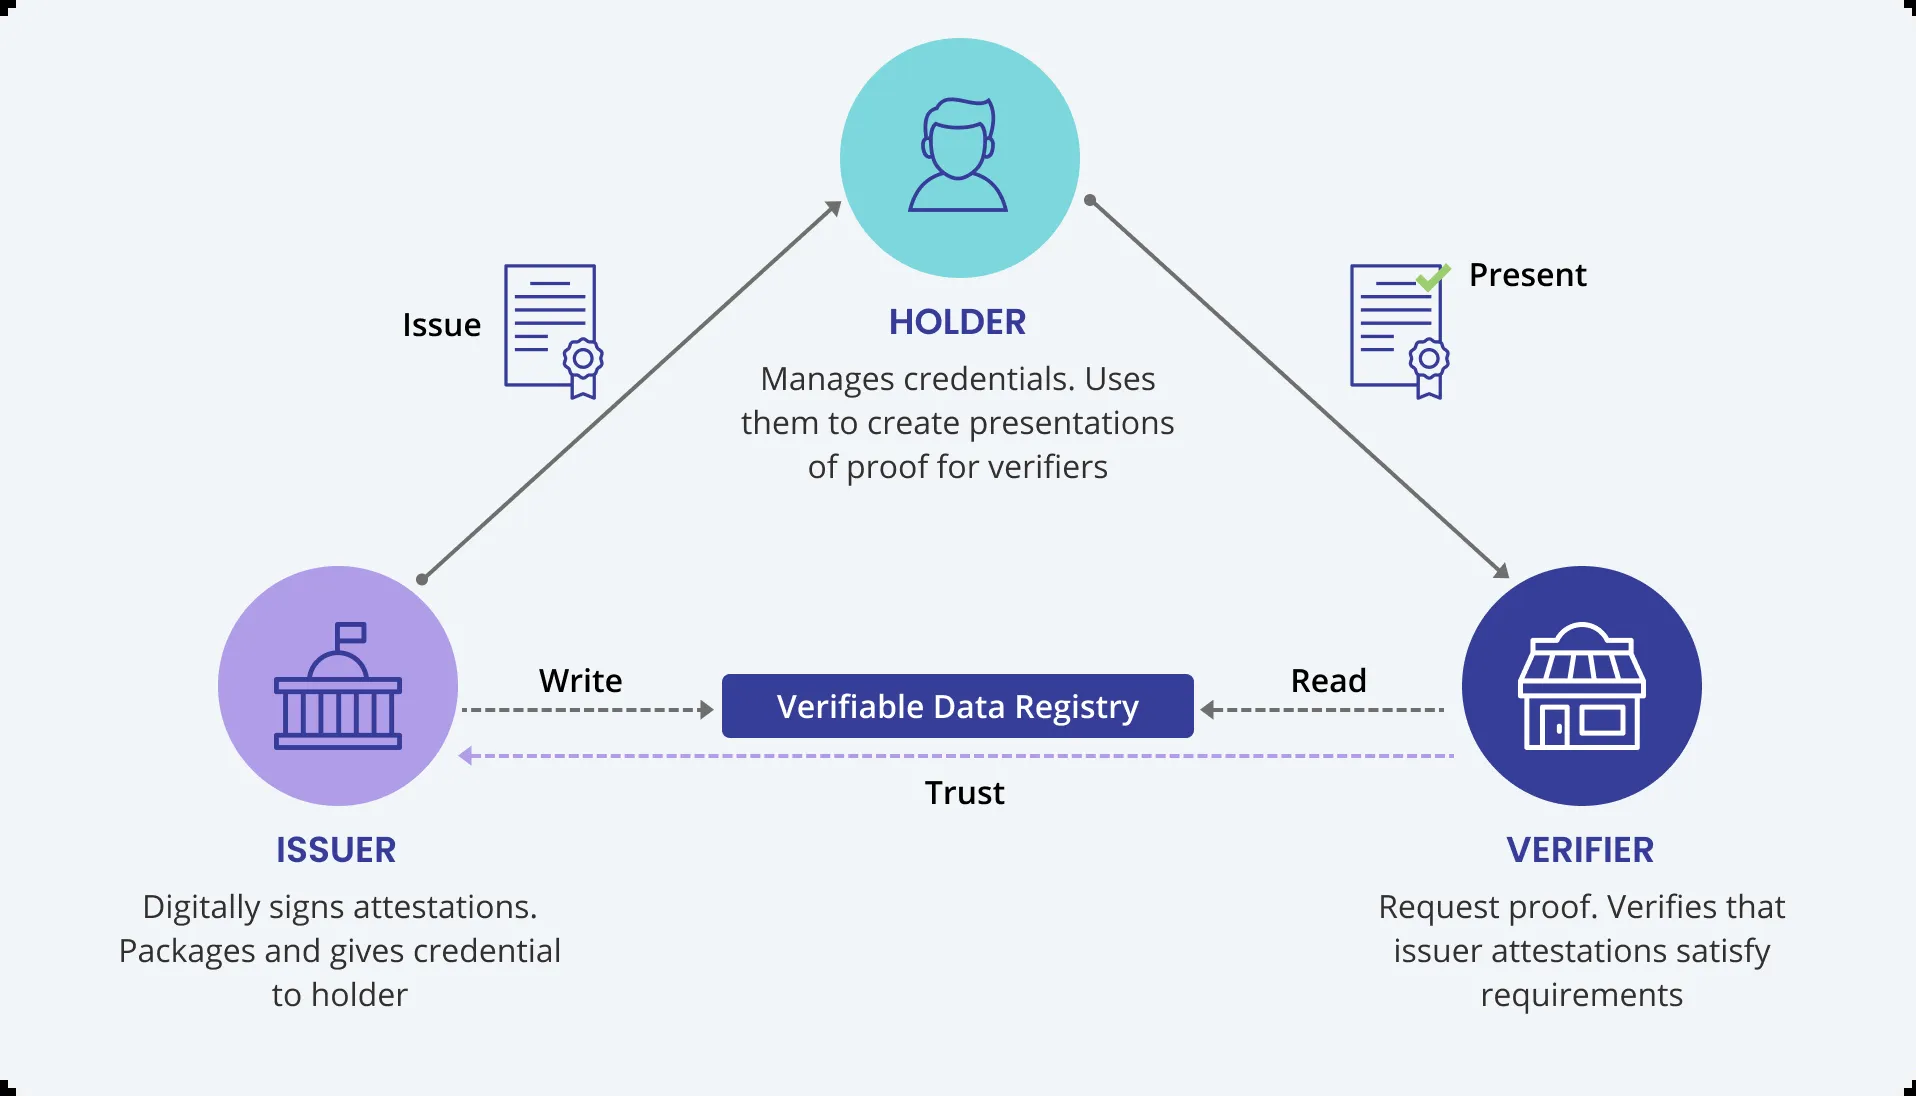 HOLDER
Manages credentials. Uses
them to create presentations
of proof for verifiers
Issue
Present
Write
Verifiable Data Registry
Read
Trust
ISSUER
Digitally signs attestations.
Packages and gives credential
to holder
VERIFIER
Request proof. Verifies that
issuer attestations satisfy
requirements